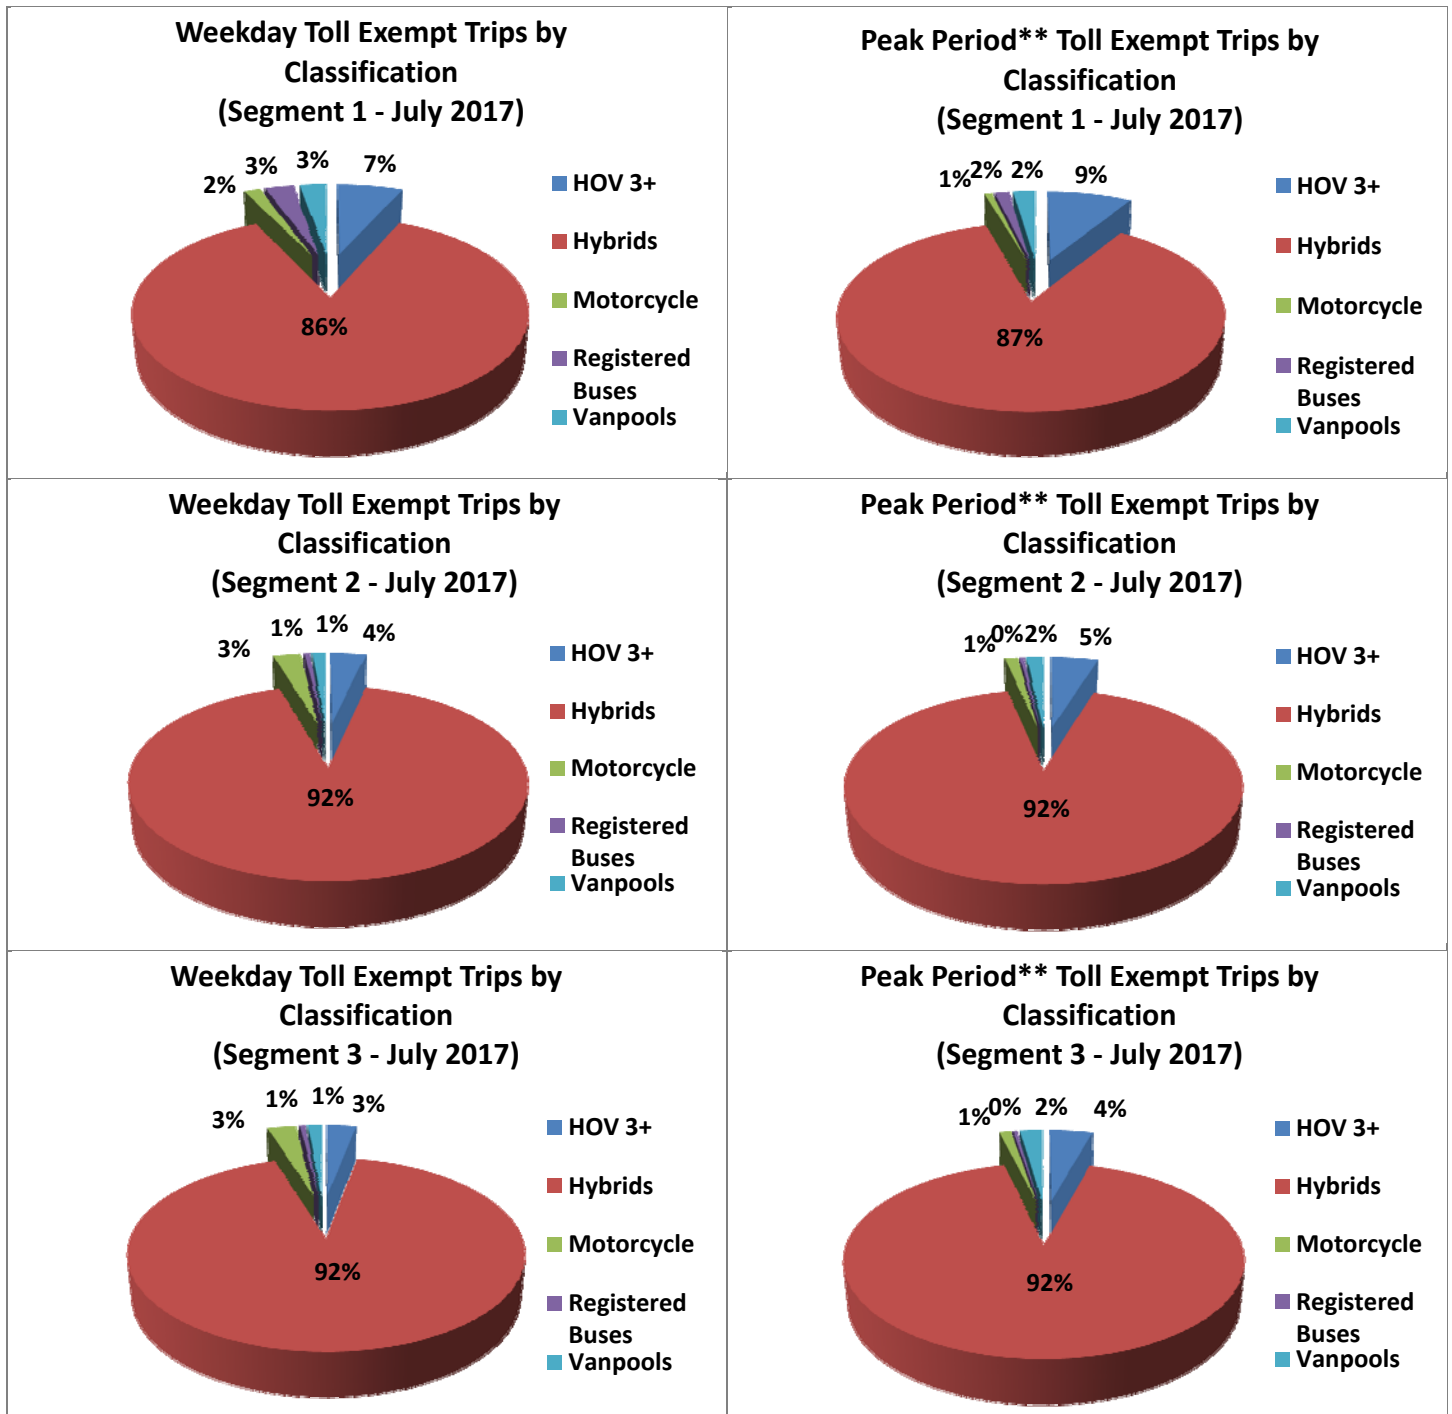 Weekday Toll Exempt Trips by
Classification
(Segment 1 - July 2017)
2%
3%
3%
7%
86%
HOV 3+
Hybrids
Motorcycle
Registered
Buses
Vanpools
Peak Period** Toll Exempt Trips by
Classification
(Segment 1 - July 2017)
1%
2%
2%
9%
87%
HOV 3+
Hybrids
Motorcycle
Registered
Buses
Vanpools
Weekday Toll Exempt Trips by
Classification
(Segment 2 - July 2017)
3%
1%
1%
4%
92%
HOV 3+
Hybrids
Motorcycle
Registered
Buses
Vanpools
Peak Period** Toll Exempt Trips by
Classification
(Segment 2 - July 2017)
1%
0%
2%
5%
92%
HOV 3+
Hybrids
Motorcycle
Registered
Buses
Vanpools
Weekday Toll Exempt Trips by
Classification
(Segment 3 - July 2017)
3%
1%
1%
3%
92%
HOV 3+
Hybrids
Motorcycle
Registered
Buses
Vanpools
Peak Period** Toll Exempt Trips by
Classification
(Segment 3 - July 2017)
1%
0%
2%
4%
92%
HOV 3+
Hybrids
Motorcycle
Registered
Buses
Vanpools